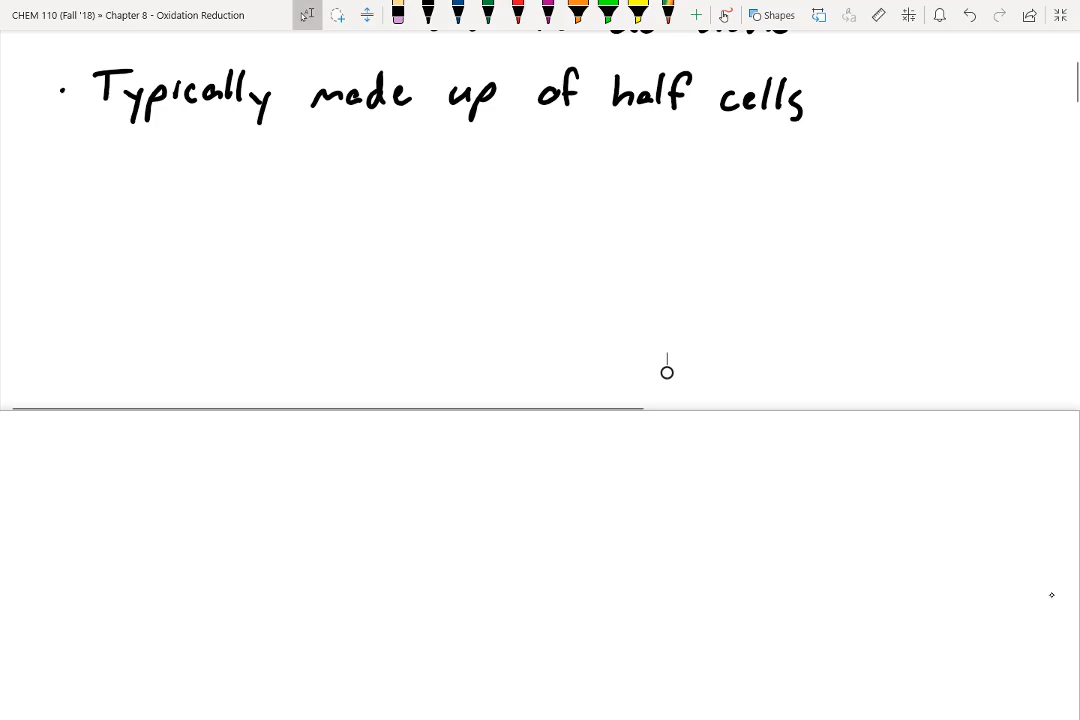 CHEM 110 (Fall '18) » Chapter 8 - Oxidation Reduction
Shapes
· Typically made up of half cells